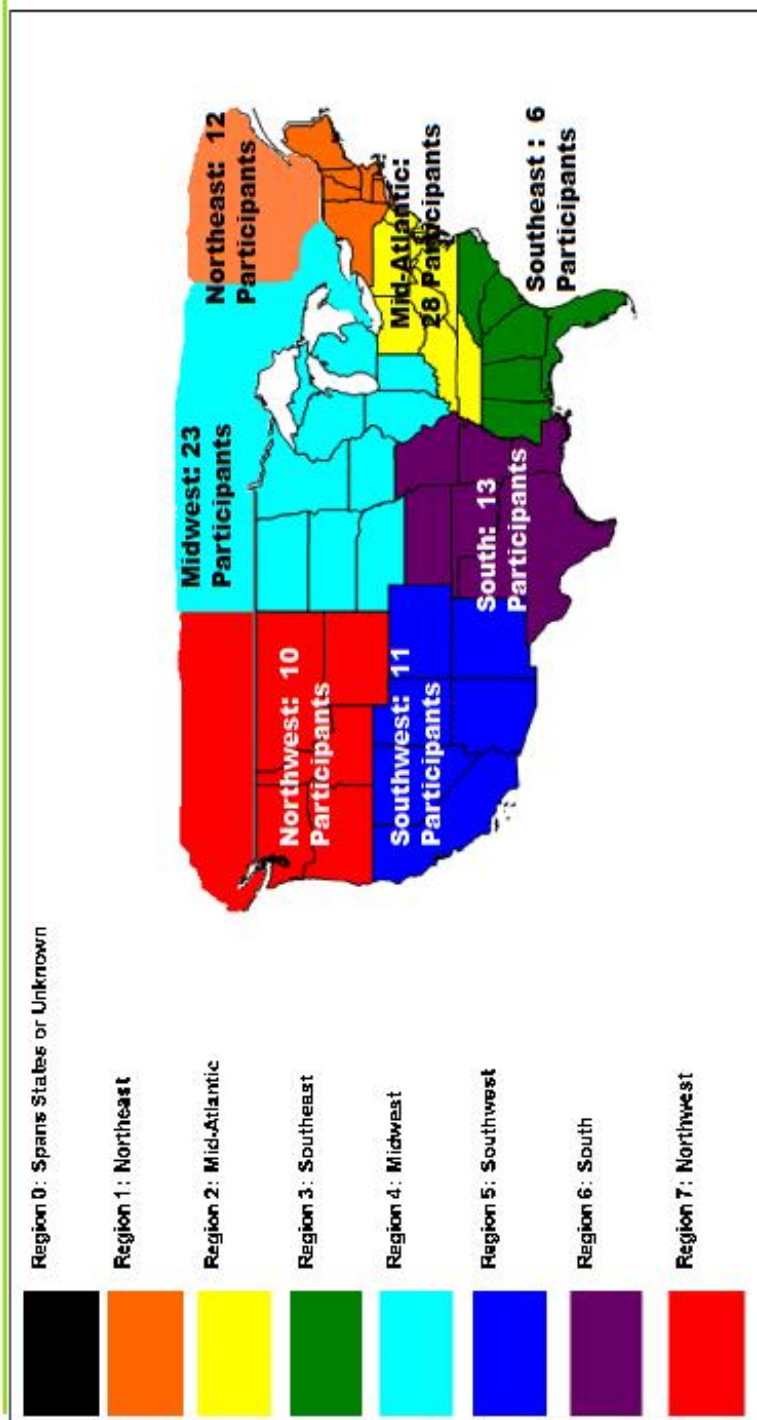 Region 0: Spans States or Unknown
Region 1: Northeast
Region 2: Mid-Atlantic
Region 3: Southeast
Region 4: Midwest
Region 5: Southwest
Region 6: South
Region 7: Northwest
Northwest: 10
Participants
Southwest: 11
Participants
Midwest: 23
Participants
South: 13
Participants
Northeast: 12
Participants
Mid-Atlantic:
28 Participants
Southeast : 6
Participants